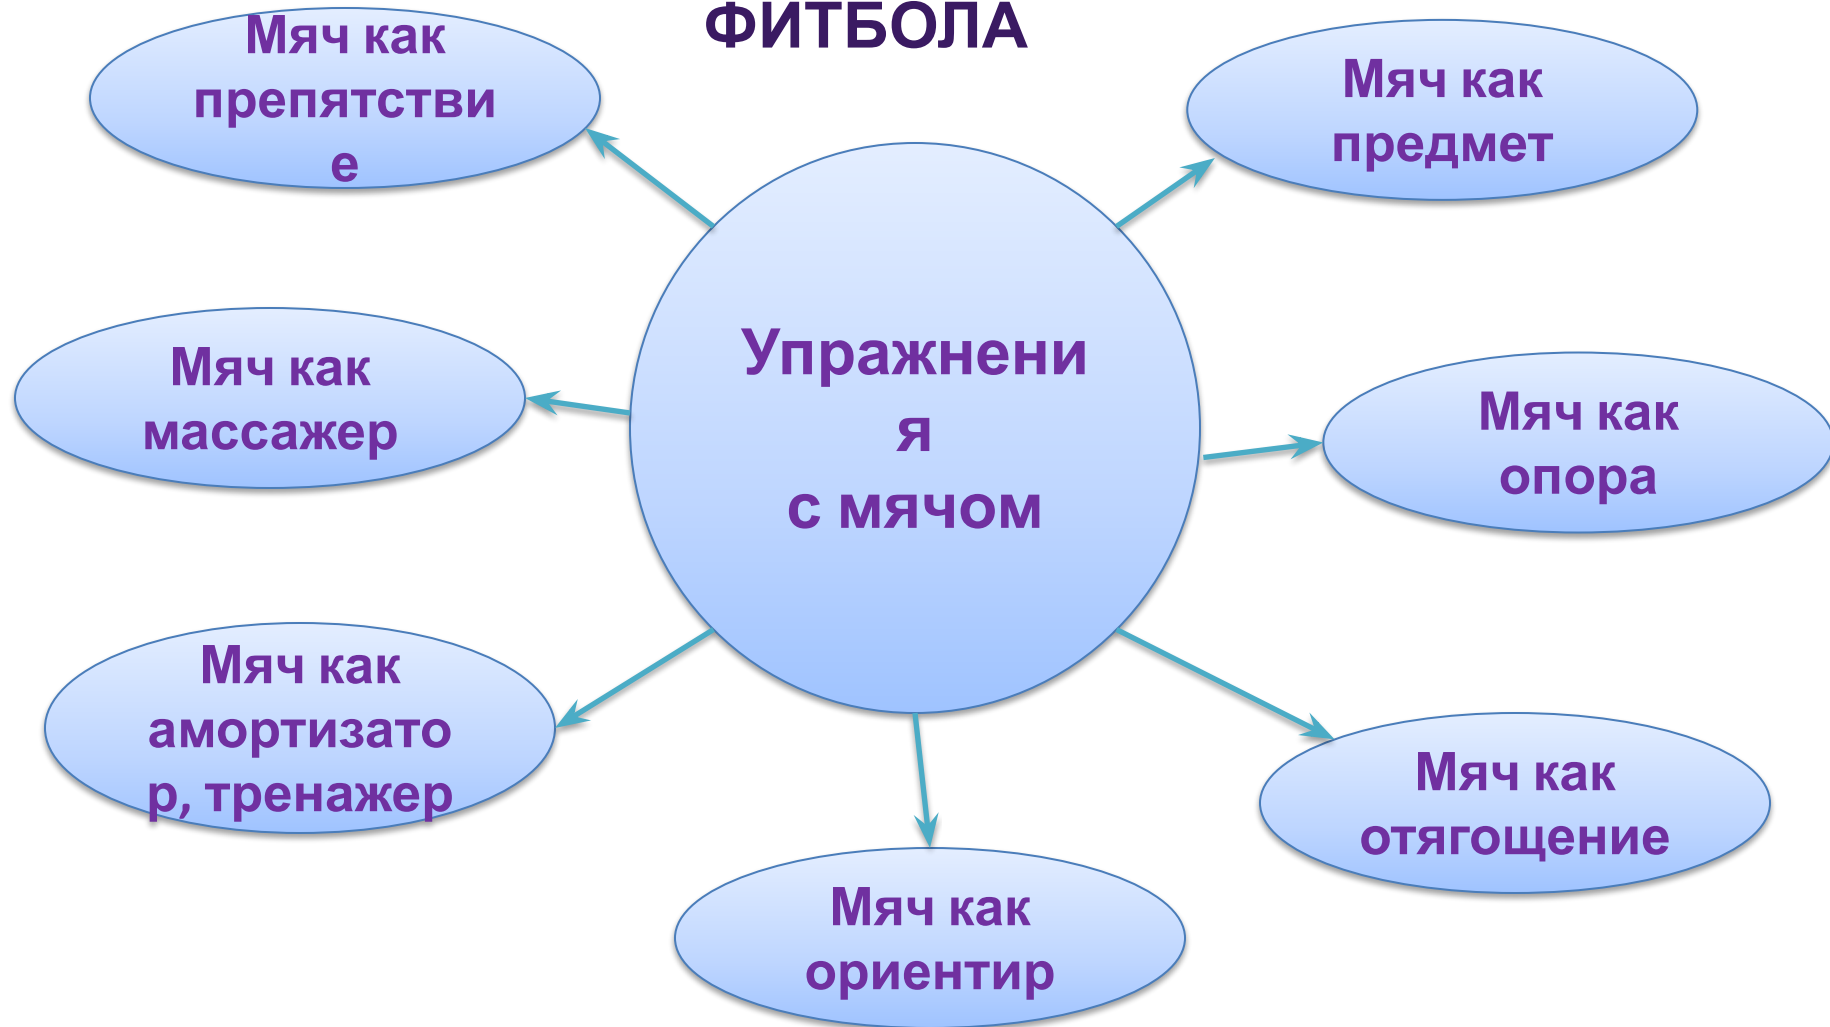 ФИТБОЛА
Мяч как
препятстви
е
Мяч как
предмет
Упражнени
я
с мячом
Мяч как
массажер
Мяч как
опора
Мяч как
амортизато
р, тренажер
Мяч как
отягощение
Мяч как
ориентир